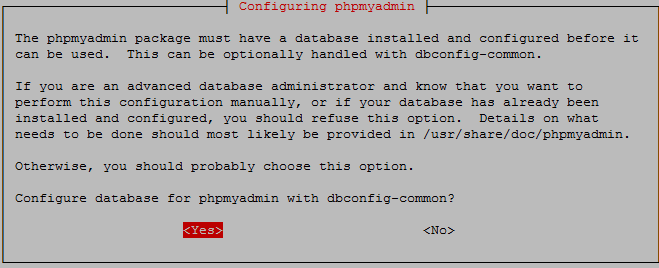 Configuring phpmyadmin
The phpmyadmin package must have a database installed and configured before it
can be used.  This can be optionally handled with dbconfig-common.
If you are an advanced database administrator and know that you want to
perform this configuration manually, or if your database has already been
installed and configured, you should refuse this option.  Details on what
needs to be done should most likely be provided in /usr/share/doc/phpmyadmin.
Otherwise, you should probably choose this option.
Configure database for phpmyadmin with dbconfig-common?
<Yes> <No>